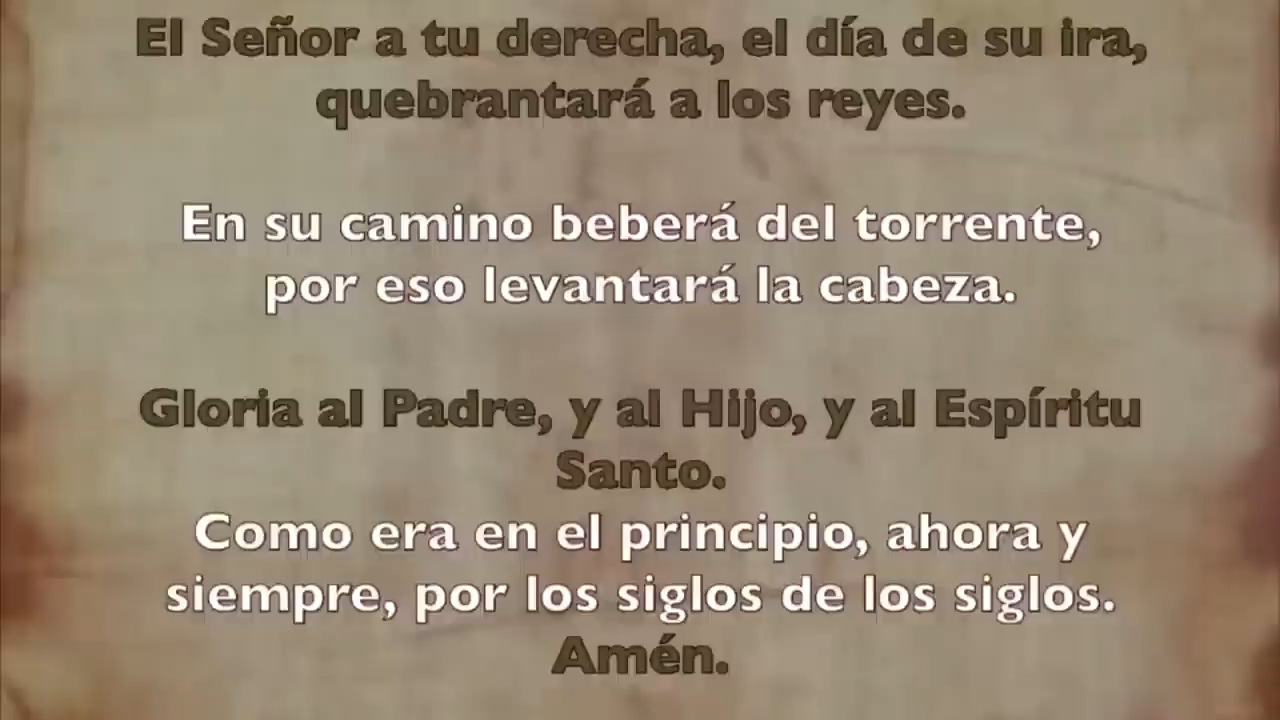 El Señor a tu derecha, el día de su ira,
quebrantará a los reyes.
En su camino beberá del torrente,
por eso levantará la cabeza.
Gloria al Padre, y al Hijo, y al Espíritu
Santo.
Como era en el principio, ahora y
siempre, por los siglos de los siglos.
Amén.